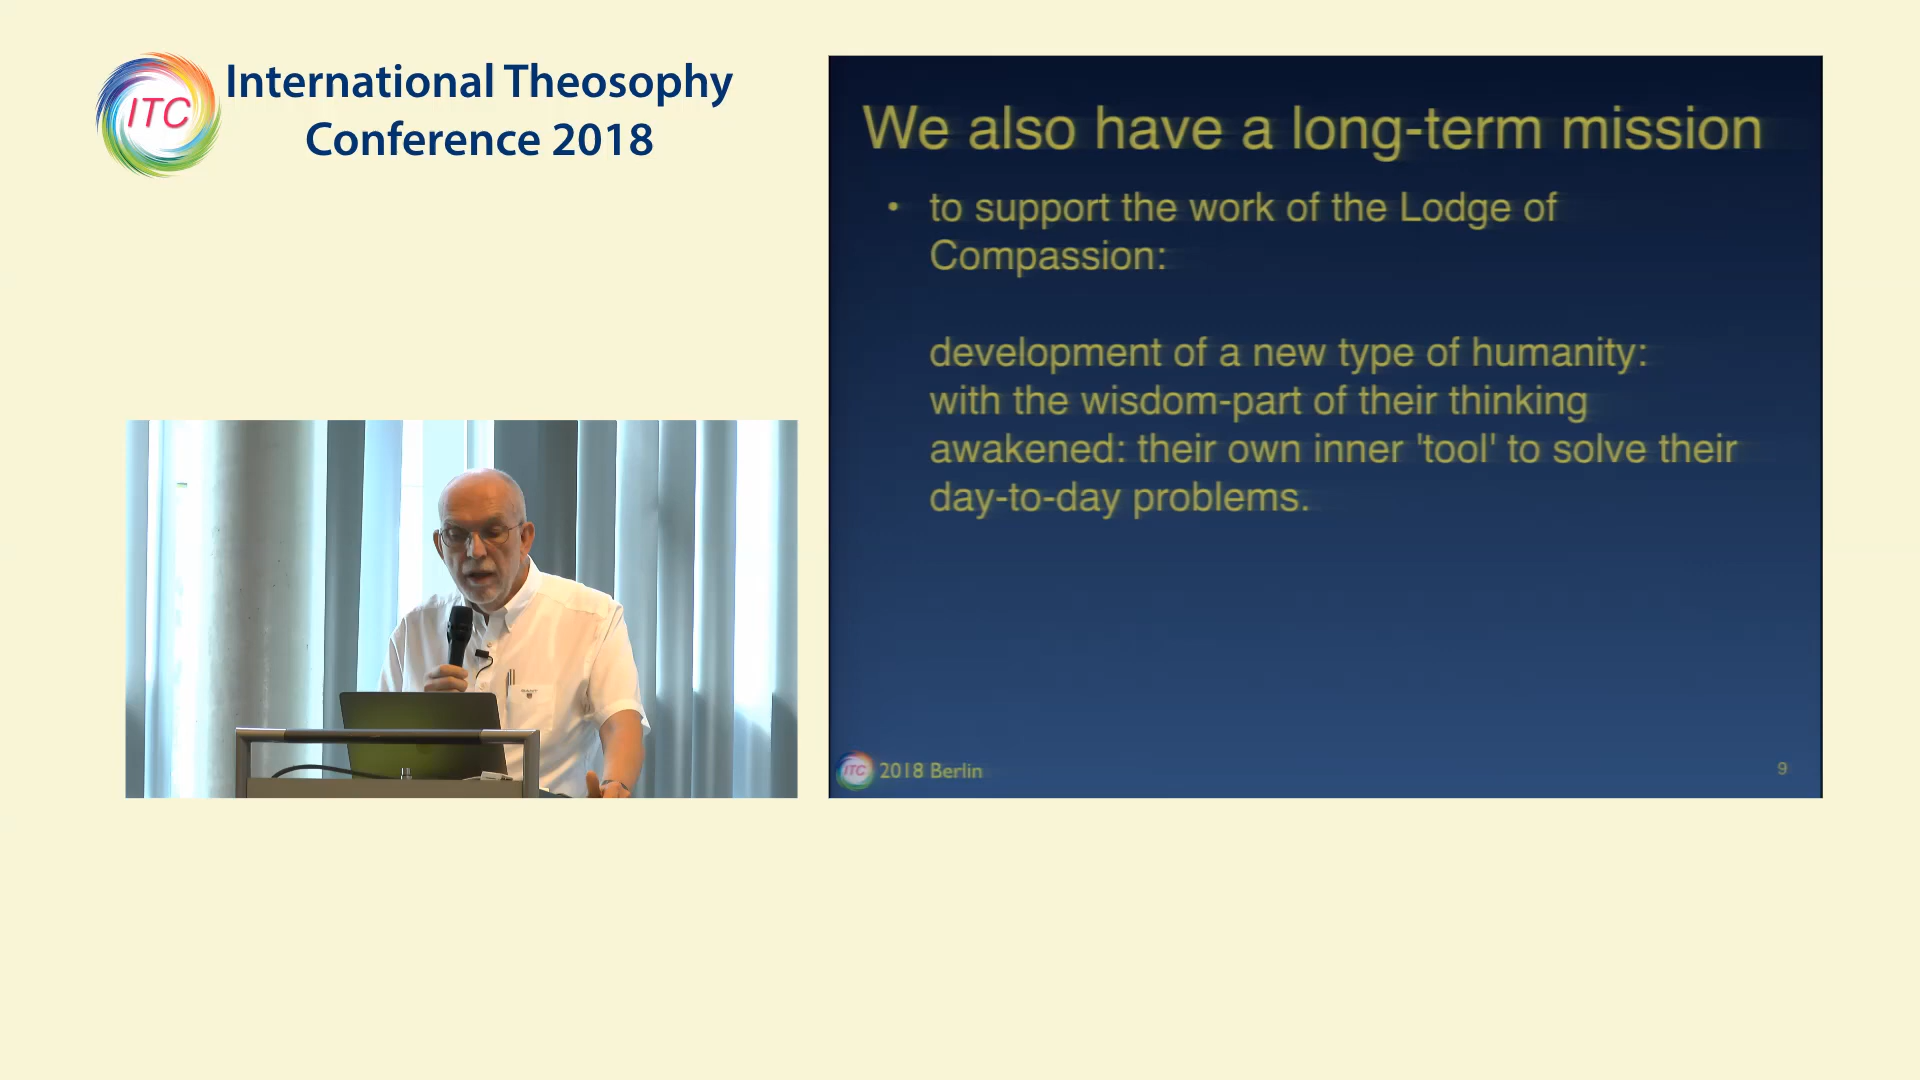 ITC
International Theosophy
Conference 2018
We also have a long-term mission
• to support the work of the Lodge of
Compassion:
development of a new type of humanity:
with the wisdom-part of their thinking
awakened: their own inner 'tool' to solve their
day-to-day problems.
ITC 2018 Berlin
9